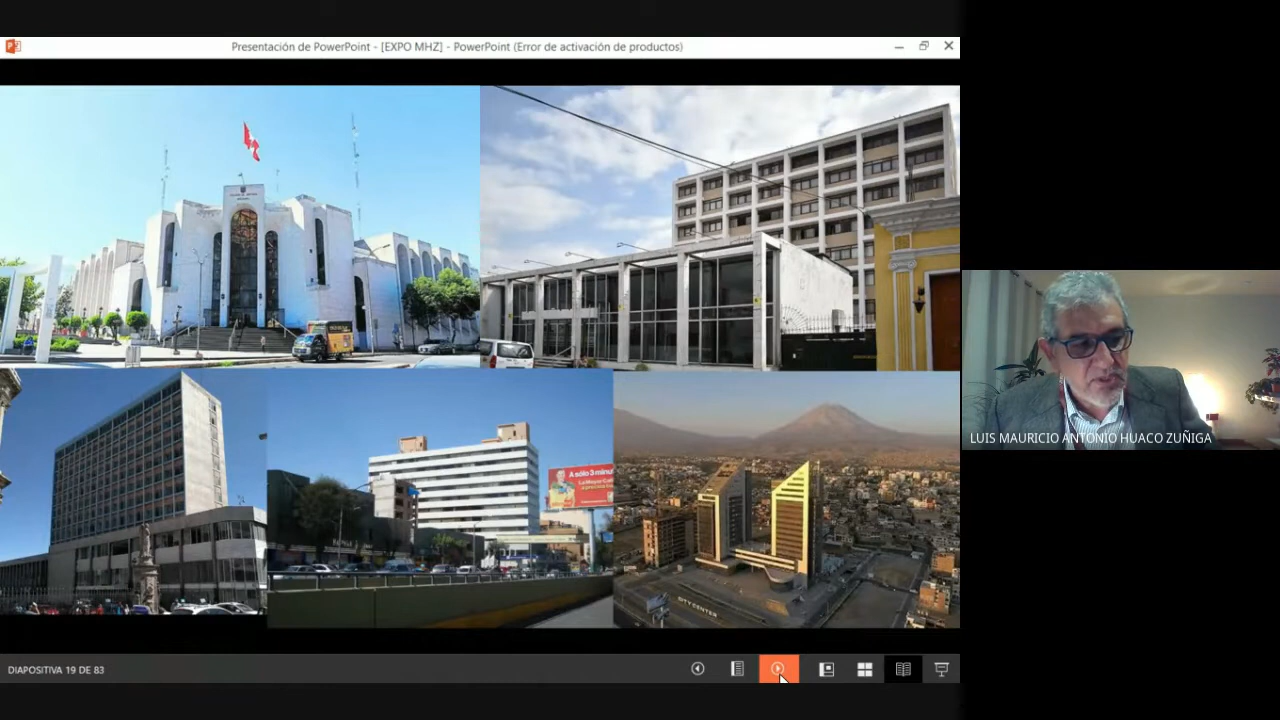 Presentación de PowerPoint - [EXPO MHZ] - PowerPoint (Error de activación de productos)
A sólo 3 minut
CITY CENTER
LUIS MAURICIO ANTONIO HUACO ZUÑIGA
DIAPOSITIVA 19 DE 83